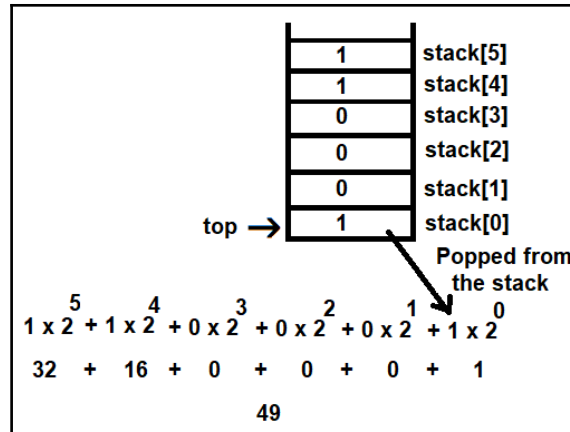 1 stack[5]
1 stack[4]
0 stack[3]
0 stack[2]
0 stack[1]
top → 1 stack[0]
Popped from
the stack
1 x 2^5 + 1 x 2^4 + 0 x 2^3 + 0 x 2^2 + 0 x 2^1 + 1 x 2^0
32 + 16 + 0 + 0 + 0 + 1
49